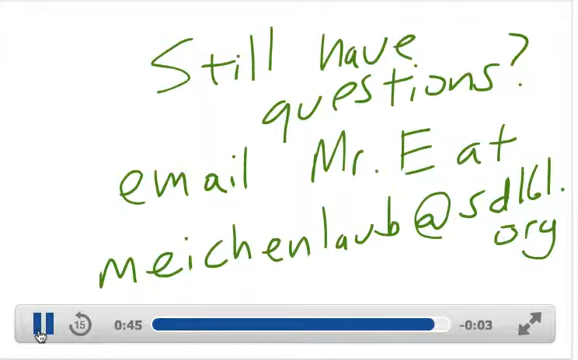 Still have
questions?
email Mr. E at
meichenlaub@sd161.
org
15
0:45
-0:03